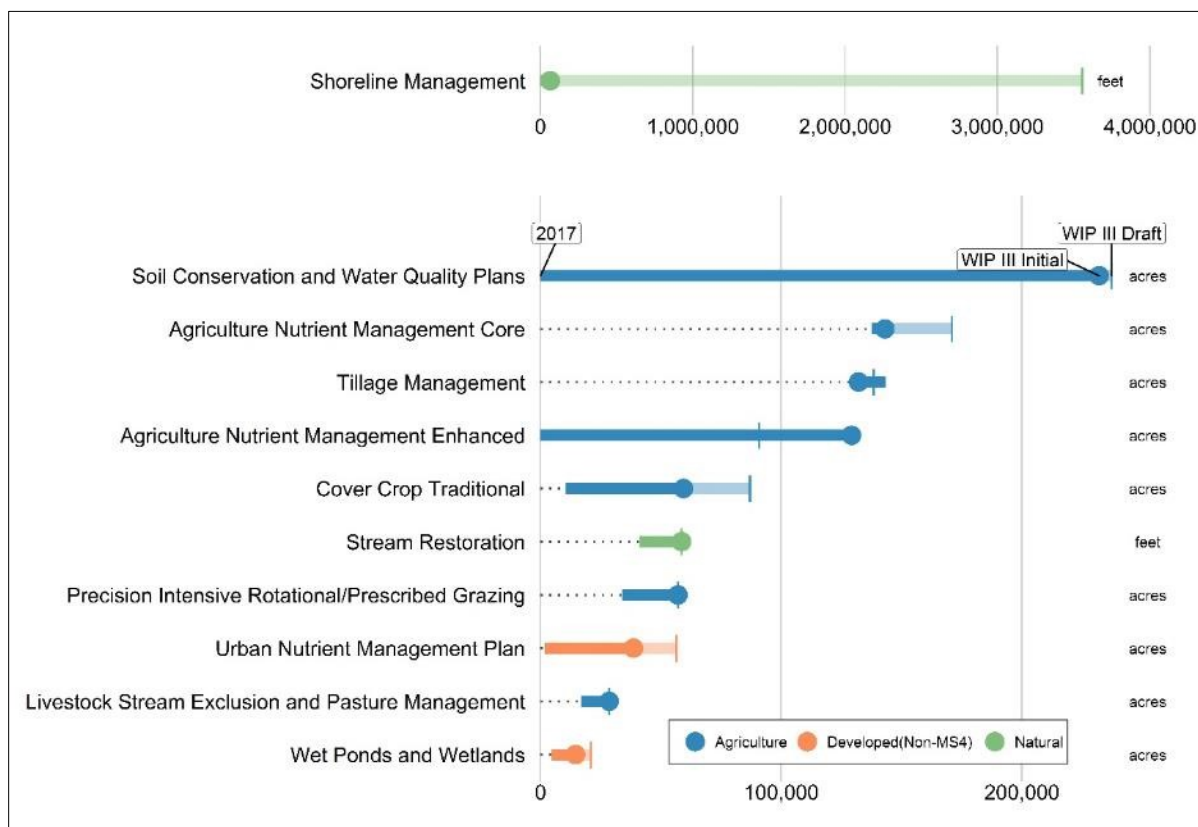 Shoreline Management
feet
0 1,000,000 2,000,000 3,000,000 4,000,000
2017
WIP III Draft
WIP III Initial
Soil Conservation and Water Quality Plans
acres
Agriculture Nutrient Management Core
acres
Tillage Management
acres
Agriculture Nutrient Management Enhanced
acres
Cover Crop Traditional
acres
Stream Restoration
feet
Precision Intensive Rotational/Prescribed Grazing
acres
Urban Nutrient Management Plan
acres
Livestock Stream Exclusion and Pasture Management
acres
Agriculture Developed(Non-MS4) Natural
Wet Ponds and Wetlands
acres
0 100,000 200,000